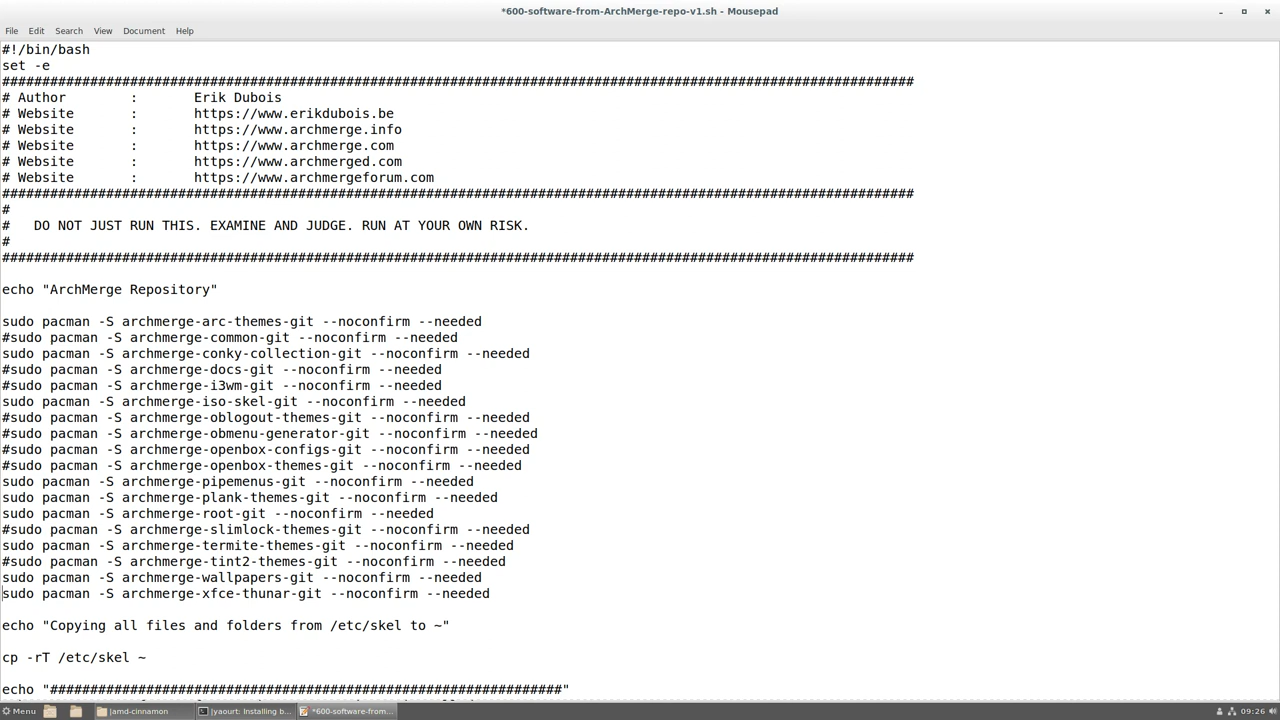 *600-software-from-ArchMerge-repo-v1.sh - Mousepad
File Edit Search View Document Help
#!/bin/bash
set -e
##################################################################################################################
# Author : Erik Dubois
# Website : https://www.erikdubois.be
# Website : https://www.archmerge.info
# Website : https://www.archmerge.com
# Website : https://www.archmerged.com
# Website : https://www.archmergeforum.com
##################################################################################################################
#
# DO NOT JUST RUN THIS. EXAMINE AND JUDGE. RUN AT YOUR OWN RISK.
#
##################################################################################################################
echo "ArchMerge Repository"
sudo pacman -S archmerge-arc-themes-git --noconfirm --needed
#sudo pacman -S archmerge-common-git --noconfirm --needed
sudo pacman -S archmerge-conky-collection-git --noconfirm --needed
#sudo pacman -S archmerge-docs-git --noconfirm --needed
#sudo pacman -S archmerge-i3wm-git --noconfirm --needed
sudo pacman -S archmerge-iso-skel-git --noconfirm --needed
#sudo pacman -S archmerge-oblogout-themes-git --noconfirm --needed
#sudo pacman -S archmerge-obmenu-generator-git --noconfirm --needed
#sudo pacman -S archmerge-openbox-configs-git --noconfirm --needed
#sudo pacman -S archmerge-openbox-themes-git --noconfirm --needed
sudo pacman -S archmerge-pipemenus-git --noconfirm --needed
sudo pacman -S archmerge-plank-themes-git --noconfirm --needed
sudo pacman -S archmerge-root-git --noconfirm --needed
#sudo pacman -S archmerge-slimlock-themes-git --noconfirm --needed
sudo pacman -S archmerge-termite-themes-git --noconfirm --needed
#sudo pacman -S archmerge-tint2-themes-git --noconfirm --needed
sudo pacman -S archmerge-wallpapers-git --noconfirm --needed
sudo pacman -S archmerge-xfce-thunar-git --noconfirm --needed
echo "Copying all files and folders from /etc/skel to ~"
cp -rT /etc/skel ~
echo "################################################################"
Menu |amd-cinnamon |yaourt: Installing b... *600-software-from... 09:26